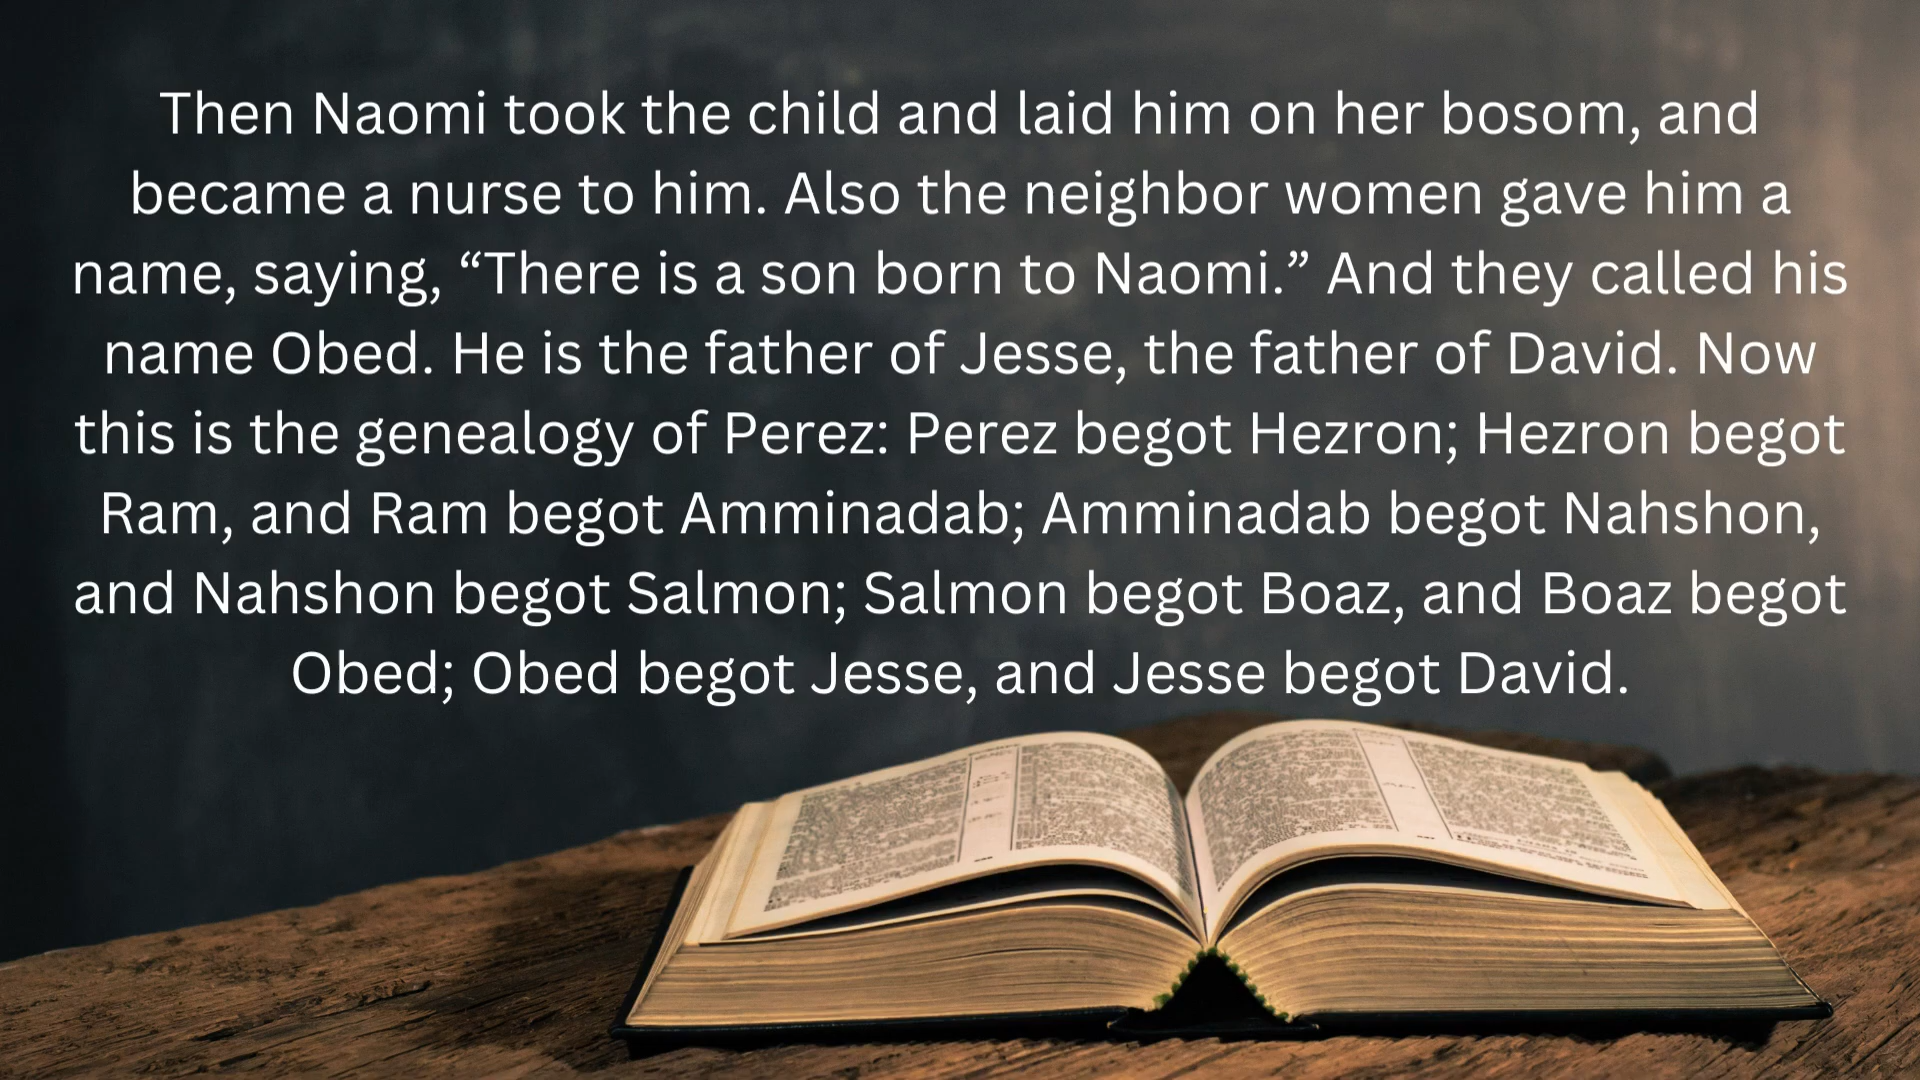 Then Naomi took the child and laid him on her bosom, and
became a nurse to him. Also the neighbor women gave him a
name, saying, “There is a son born to Naomi.” And they called his
name Obed. He is the father of Jesse, the father of David. Now
this is the genealogy of Perez: Perez begot Hezron; Hezron begot
Ram, and Ram begot Amminadab; Amminadab begot Nahshon,
and Nahshon begot Salmon; Salmon begot Boaz, and Boaz begot
Obed; Obed begot Jesse, and Jesse begot David.